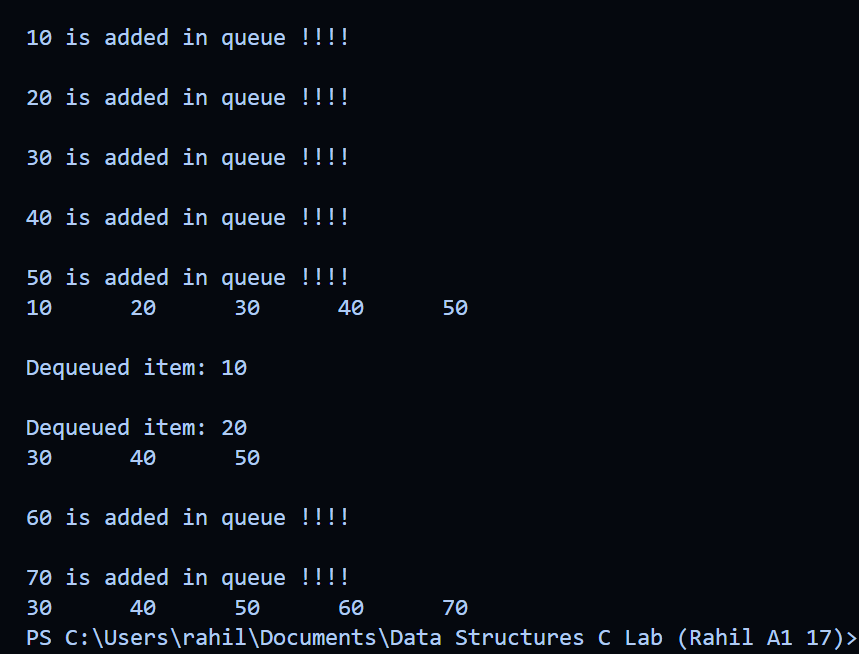 10 is added in queue !!!!
20 is added in queue !!!!
30 is added in queue !!!!
40 is added in queue !!!!
50 is added in queue !!!!
10      20      30      40      50
Dequeued item: 10
Dequeued item: 20
30      40      50
60 is added in queue !!!!
70 is added in queue !!!!
30      40      50      60      70
PS C:\Users\rahil\Documents\Data Structures C Lab (Rahil A1 17)>